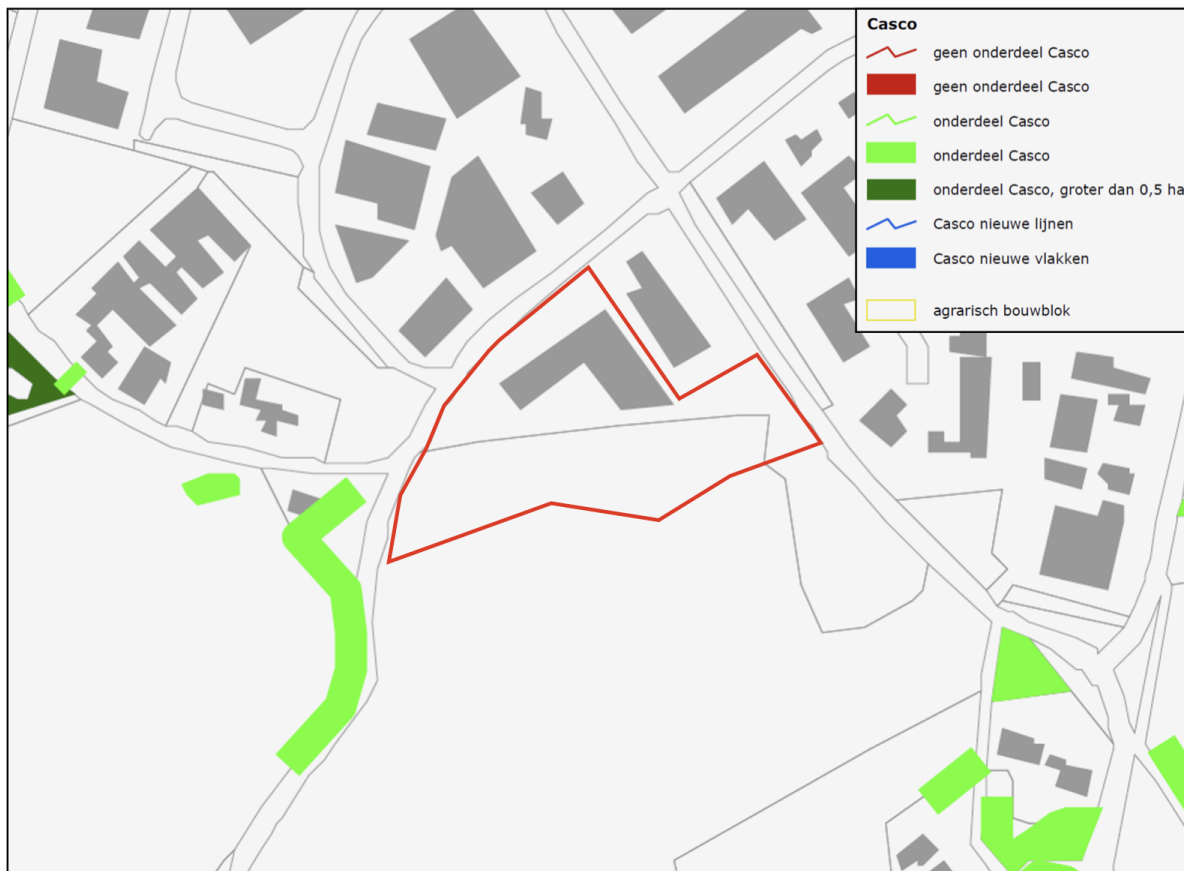 Casco
geen onderdeel Casco
geen onderdeel Casco
onderdeel Casco
onderdeel Casco
onderdeel Casco, groter dan 0,5 ha
Casco nieuwe lijnen
Casco nieuwe vlakken
agrarisch bouwblok